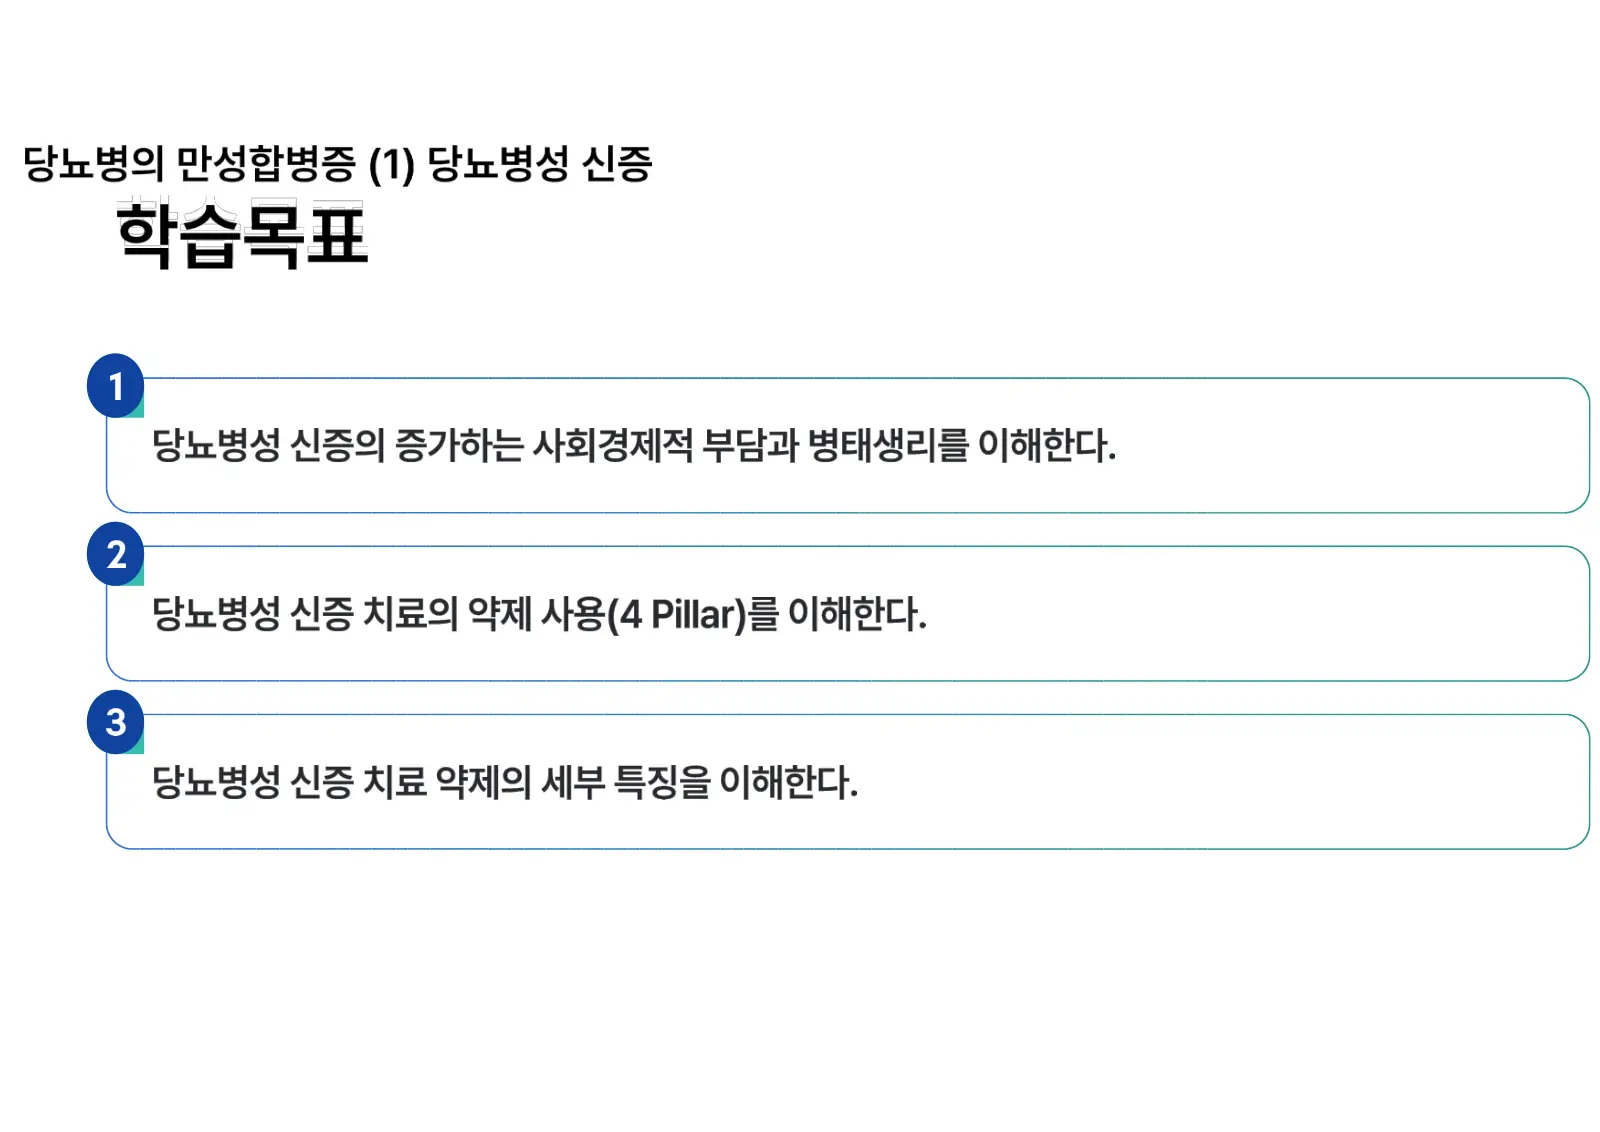 당뇨병의 만성합병증 (1) 당뇨병성 신증
학습목표
1
당뇨병성 신증의 증가하는 사회경제적 부담과 병태생리를 이해한다.
2
당뇨병성 신증 치료의 약제 사용(4 Pillar)를 이해한다.
3
당뇨병성 신증 치료 약제의 세부 특징을 이해한다.